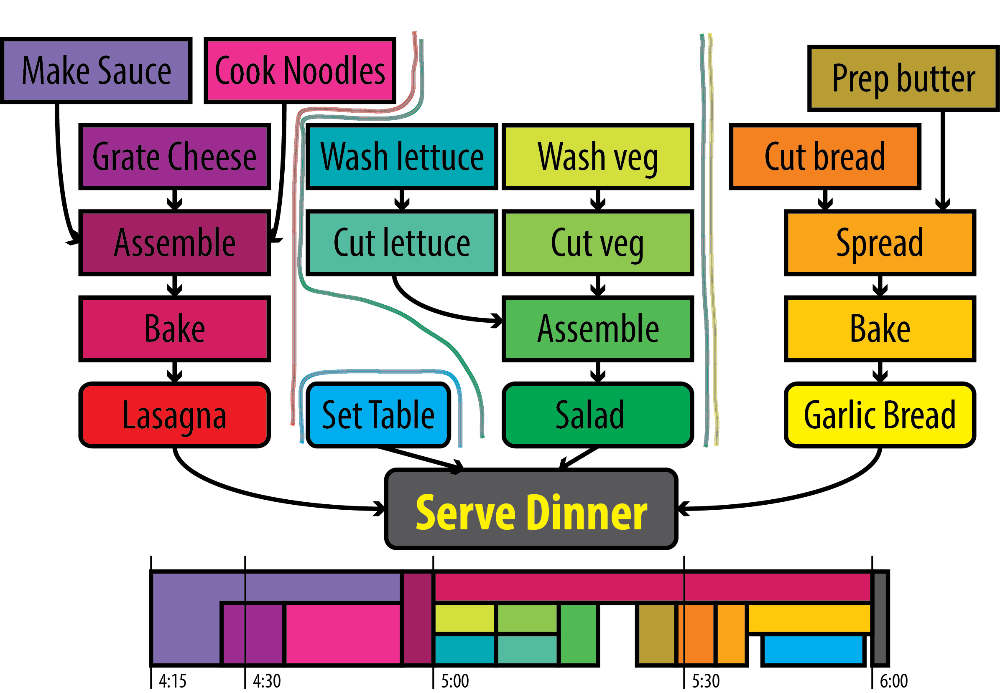 Make Sauce
Cook Noodles
Prep butter
Grate Cheese
Wash lettuce
Wash veg
Cut bread
Assemble
Cut lettuce
Cut veg
Spread
Bake
Assemble
Bake
Lasagna
Set Table
Salad
Garlic Bread
Serve Dinner
4:15
4:30
5:00
5:30
6:00